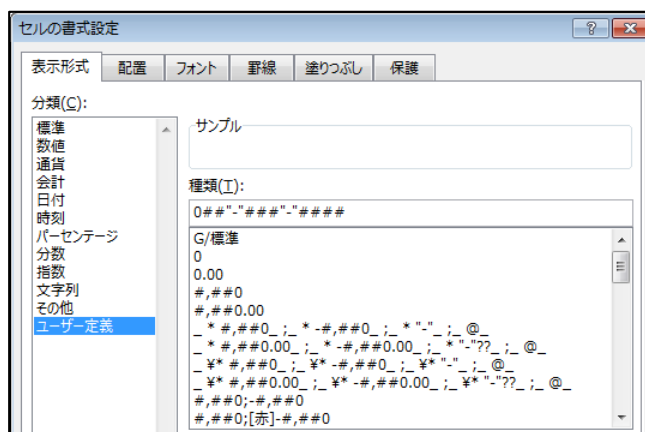 セルの書式設定
表示形式 配置 フォント 罫線 塗りつぶし 保護
分類(C):
標準
数値
通貨
会計
日付
時刻
パーセンテージ
分数
指数
文字列
その他
ユーザー定義
サンプル
種類(T):
0##"-"###"-"####
G/標準
0
0.00
#,##0
#,##0.00
_ * #,##0_ ;_ * -#,##0_ ;_ * "-"_ ;_ @_
_ * #,##0.00_ ;_ * -#,##0.00_ ;_ * "-"??_ ;_ @_
_ ¥* #,##0_ ;_ ¥* -#,##0_ ;_ ¥* "-"_ ;_ @_
_ ¥* #,##0.00_ ;_ ¥* -#,##0.00_ ;_ ¥* "-"??_ ;_ @_
#,##0;-#,##0
#,##0;[赤]-#,##0